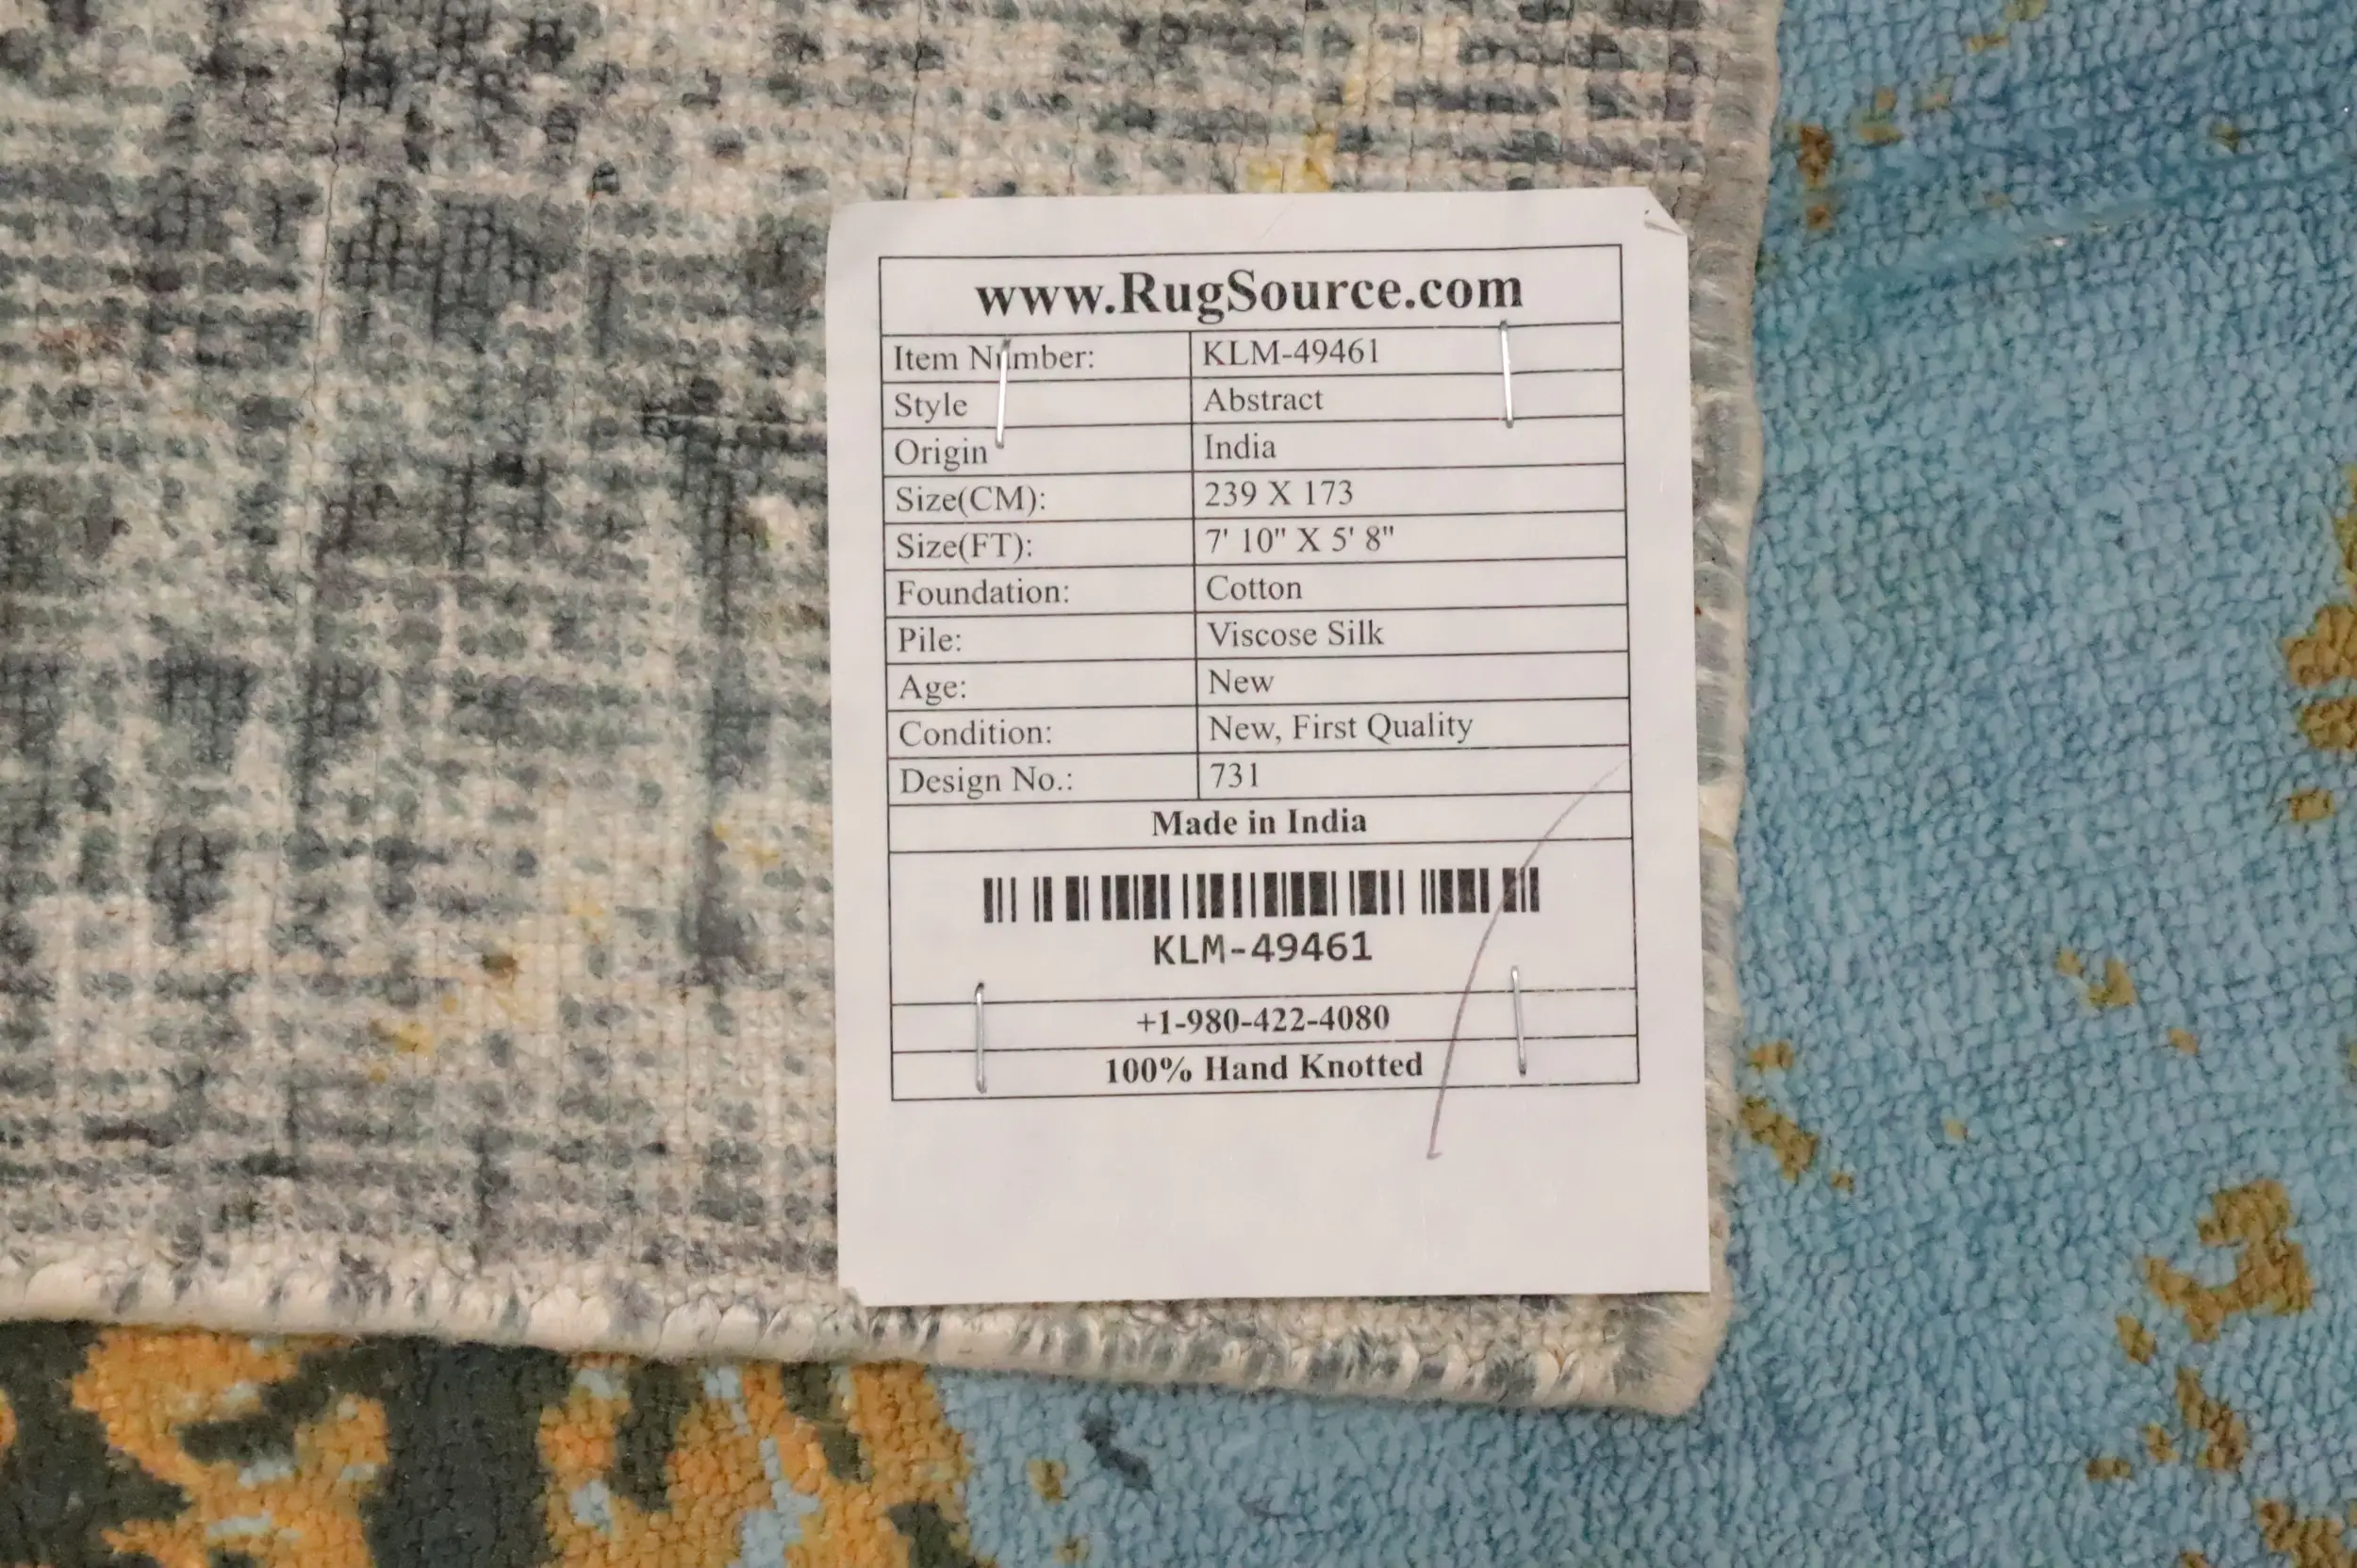 www.RugSource.com
Item Number: KLM-49461
Style Abstract
Origin India
Size(CM): 239 X 173
Size(FT): 7' 10" X 5' 8"
Foundation: Cotton
Pile: Viscose Silk
Age: New
Condition: New, First Quality
Design No.: 731
Made in India
KLM-49461
+1-980-422-4080
100% Hand Knotted